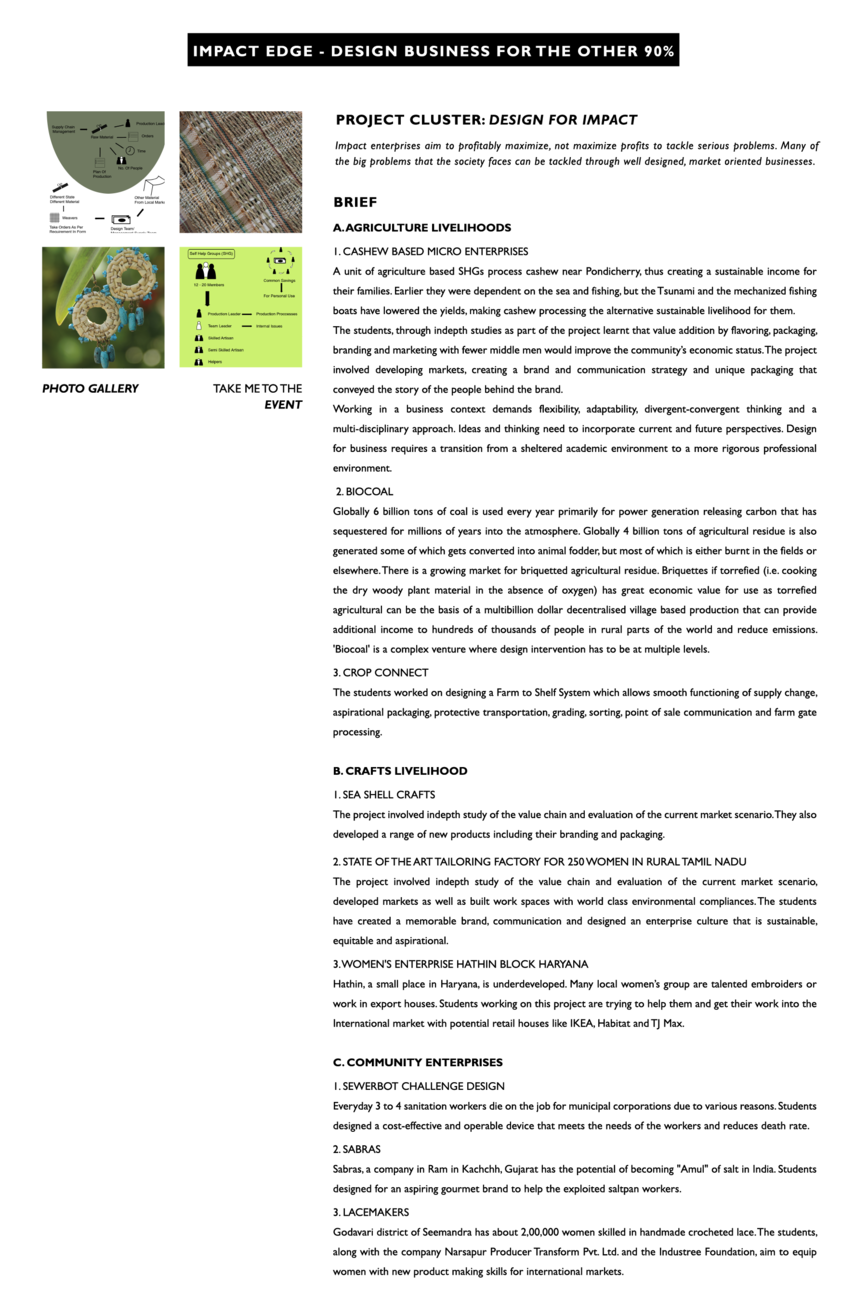 IMPACT EDGE - DESIGN BUSINESS FOR THE OTHER 90%
Supply Chain
Management
Raw Material
Production Lead
Orders
Time
No. Of People
Plan Of
Production
Different State
Different Material
Other Material
From Local Marke
Weavers
Take Orders As Per
Recurement In Form
Design Team/
Self Help Groups (SHG)
12 - 20 Members
Common Savings
For Personal Use
Production Leader
Production Processes
Team Leader
Internal Issues
Skilled Artisan
Semi Skilled Artisan
Helpers
PHOTO GALLERY
TAKE ME TO THE
EVENT
PROJECT CLUSTER: DESIGN FOR IMPACT
Impact enterprises aim to profitably maximize, not maximize profits to tackle serious problems. Many of
the big problems that the society faces can be tackled through well designed, market oriented businesses.
BRIEF
A. AGRICULTURE LIVELIHOODS
1. CASHEW BASED MICRO ENTERPRISES
A unit of agriculture based SHGs process cashew near Pondicherry, thus creating a sustainable income for
their families. Earlier they were dependent on the sea and fishing, but the Tsunami and the mechanized fishing
boats have lowered the yields, making cashew processing the alternative sustainable livelihood for them.
The students, through indepth studies as part of the project learnt that value addition by flavoring, packaging,
branding and marketing with fewer middle men would improve the community's economic status. The project
involved developing markets, creating a brand and communication strategy and unique packaging that
conveyed the story of the people behind the brand.
Working in a business context demands flexibility, adaptability, divergent-convergent thinking and a
multi-disciplinary approach. Ideas and thinking need to incorporate current and future perspectives. Design
for business requires a transition from a sheltered academic environment to a more rigorous professional
environment.
2. BIOCOAL
Globally 6 billion tons of coal is used every year primarily for power generation releasing carbon that has
sequestered for millions of years into the atmosphere. Globally 4 billion tons of agricultural residue is also
generated some of which gets converted into animal fodder, but most of which is either burnt in the fields or
elsewhere. There is a growing market for briquetted agricultural residue. Briquettes if torrefied (i.e. cooking
the dry woody plant material in the absence of oxygen) has great economic value for use as torrefied
agricultural can be the basis of a multibillion dollar decentralised village based production that can provide
additional income to hundreds of thousands of people in rural parts of the world and reduce emissions.
'Biocoal' is a complex venture where design intervention has to be at multiple levels.
3. CROP CONNECT
The students worked on designing a Farm to Shelf System which allows smooth functioning of supply change,
aspirational packaging, protective transportation, grading, sorting, point of sale communication and farm gate
processing.
B. CRAFTS LIVELIHOOD
1. SEA SHELL CRAFTS
The project involved indepth study of the value chain and evaluation of the current market scenario. They also
developed a range of new products including their branding and packaging.
2. STATE OF THE ART TAILORING FACTORY FOR 250 WOMEN IN RURAL TAMIL NADU
The project involved indepth study of the value chain and evaluation of the current market scenario,
developed markets as well as built work spaces with world class environmental compliances. The students
have created a memorable brand, communication and designed an enterprise culture that is sustainable,
equitable and aspirational.
3. WOMEN'S ENTERPRISE HATHIN BLOCK HARYANA
Hathin, a small place in Haryana, is underdeveloped. Many local women's group are talented embroiders or
work in export houses. Students working on this project are trying to help them and get their work into the
International market with potential retail houses like IKEA, Habitat and TJ Max.
C. COMMUNITY ENTERPRISES
1. SEWERBOT CHALLENGE DESIGN
Everyday 3 to 4 sanitation workers die on the job for municipal corporations due to various reasons. Students
designed a cost-effective and operable device that meets the needs of the workers and reduces death rate.
2. SABRAS
Sabras, a company in Ram in Kachchh, Gujarat has the potential of becoming "Amul" of salt in India. Students
designed for an aspiring gourmet brand to help the exploited saltpan workers.
3. LACEMAKERS
Godavari district of Seemandra has about 2,00,000 women skilled in handmade crocheted lace. The students,
along with the company Narsapur Producer Transform Pvt. Ltd. and the Industree Foundation, aim to equip
women with new product making skills for international markets.